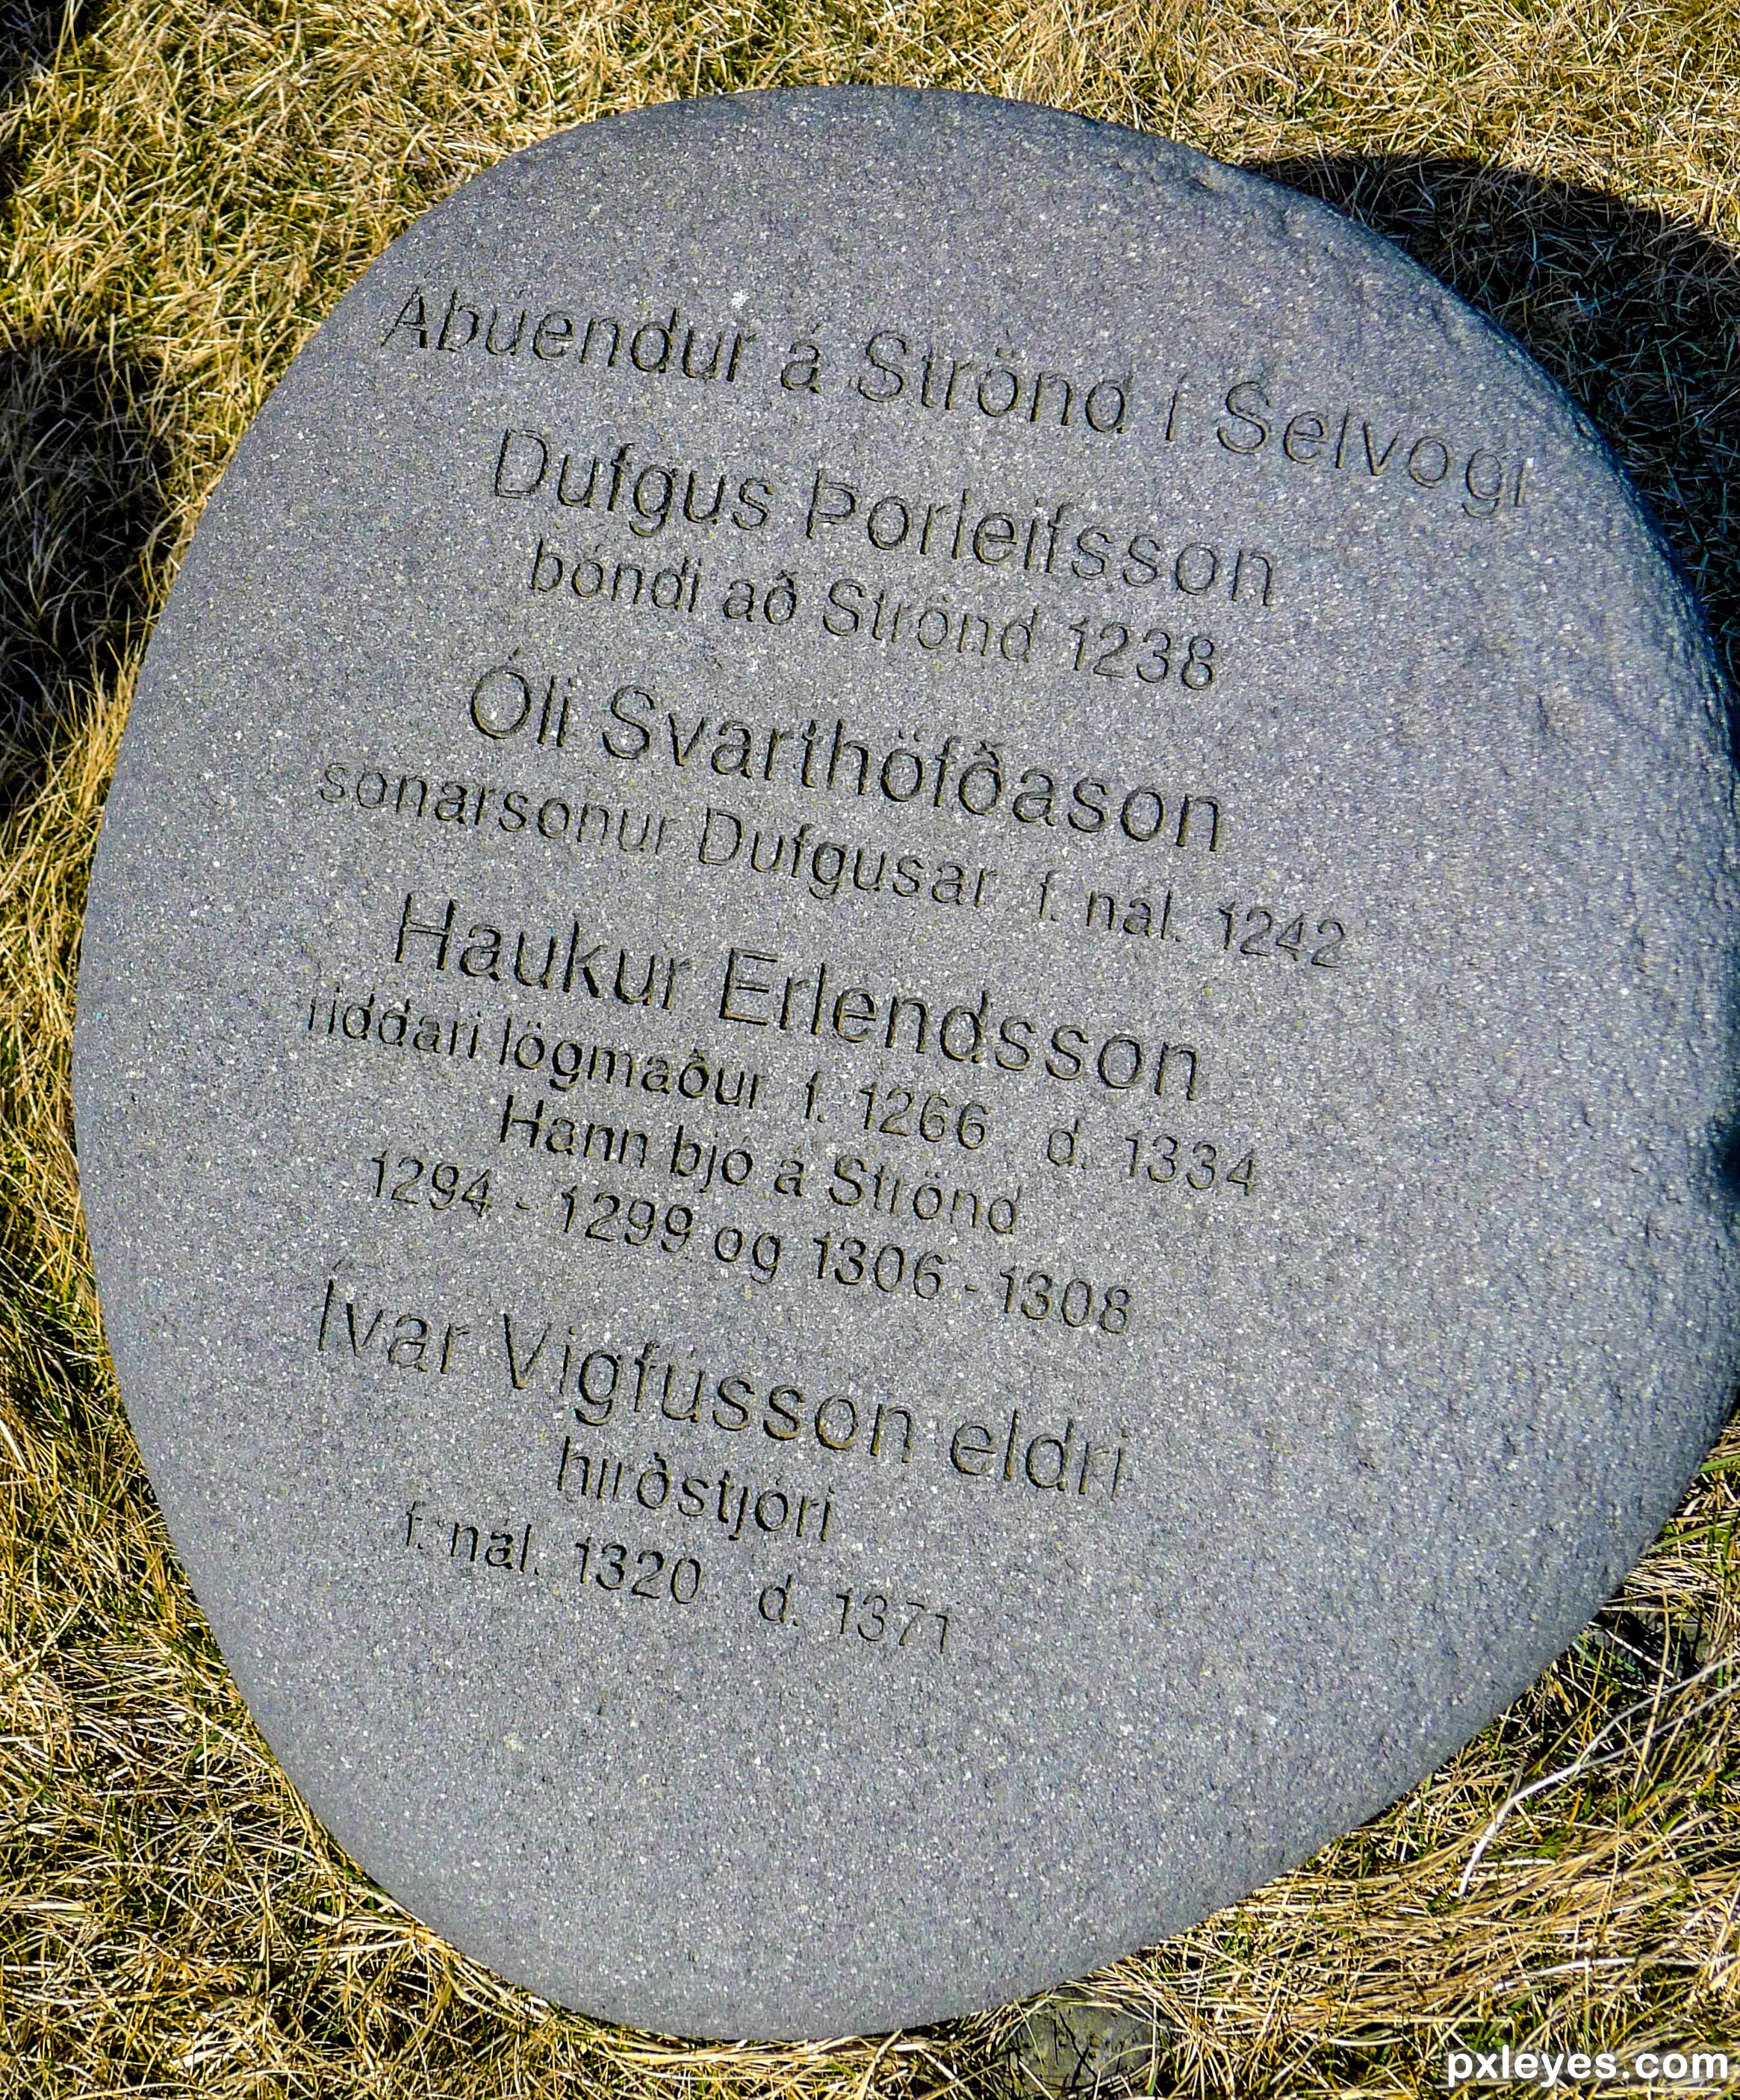 Ábúendur á Strönd í Selvogi
Dufgus Þorleifsson
bóndi að Strönd 1238
Óli Svarthöfðason
sonarsonur Dufgusar f. nál. 1242
Haukur Erlendsson
riddari lögmaður f. 1266 d. 1334
Hann bjó á Strönd
1294 - 1299 og 1306 - 1308
Ívar Vigfússon eldri
hirðstjóri
f. nál. 1320 d. 1371
pxleyes.com